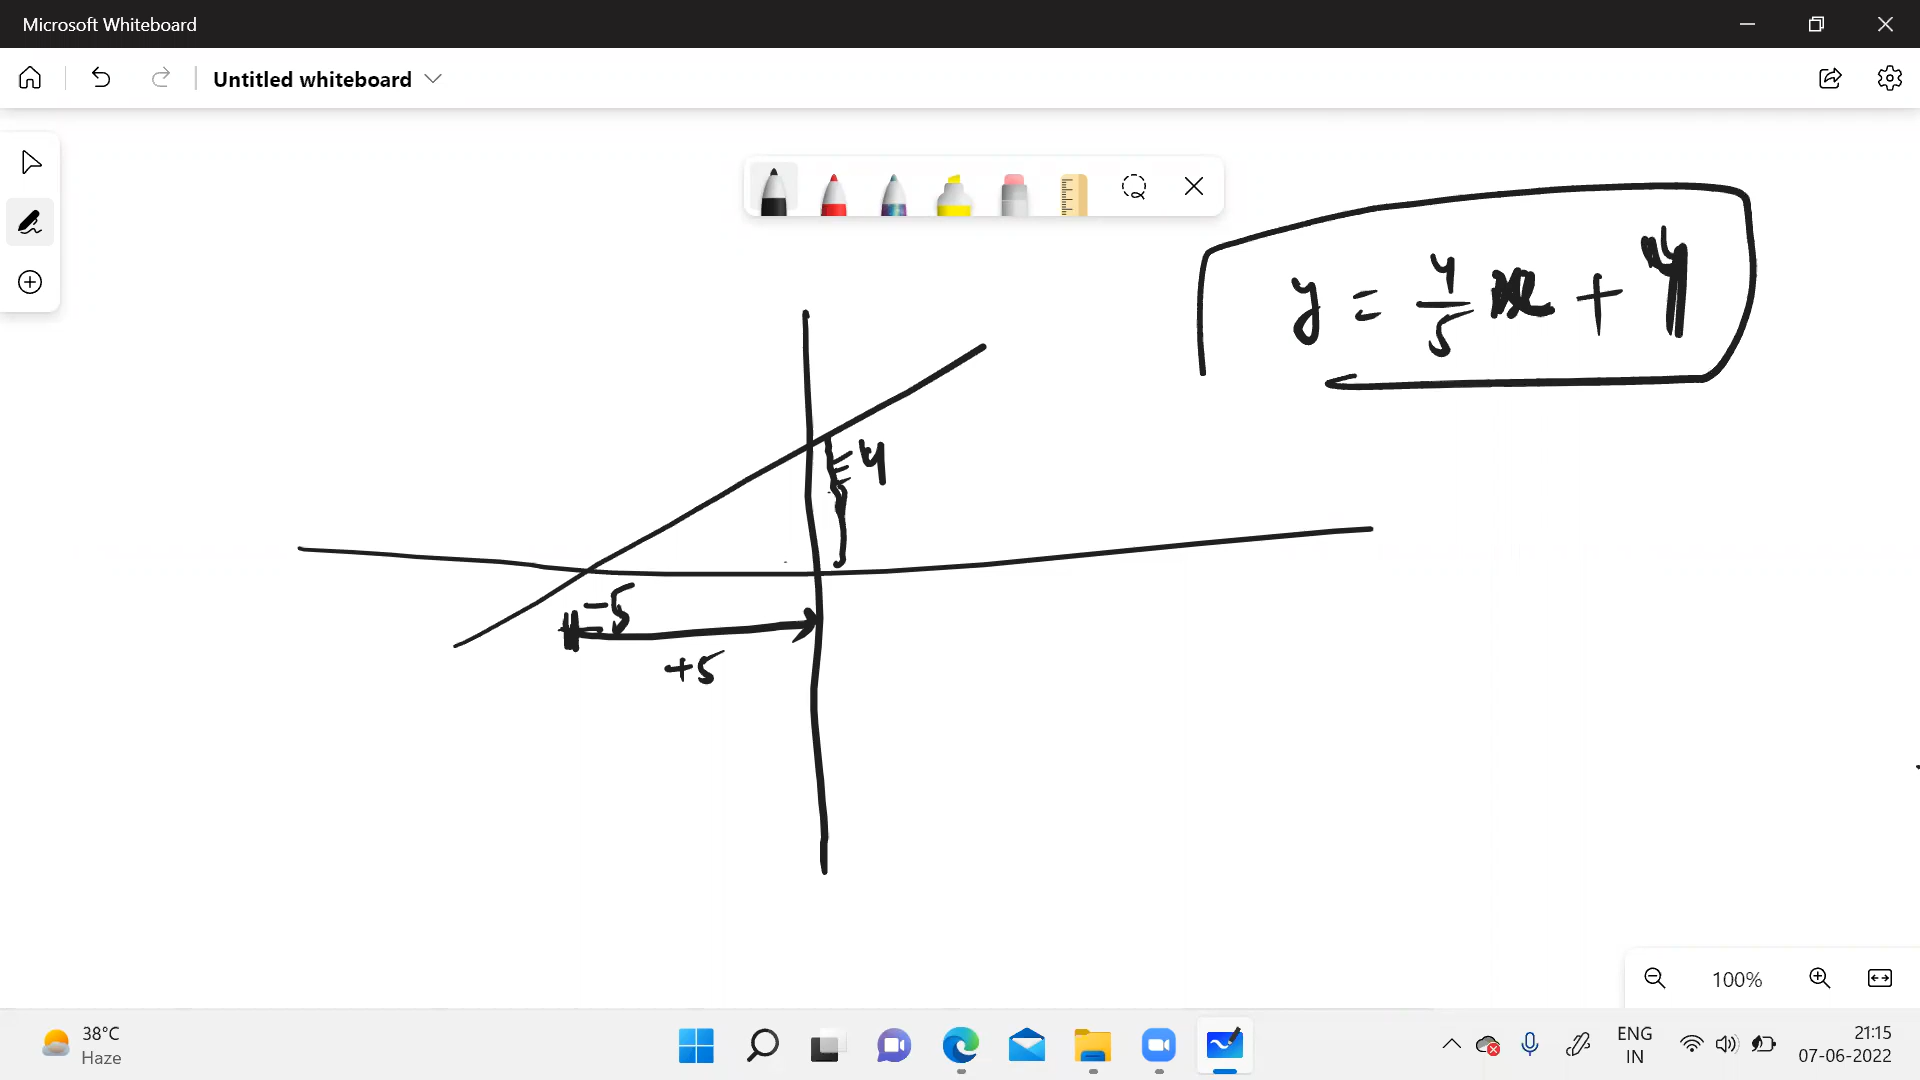 Microsoft Whiteboard
Untitled whiteboard
y = 4/5 x + 4
4
-5
+5
100%
38°C
Haze
ENG
IN
21:15
07-06-2022